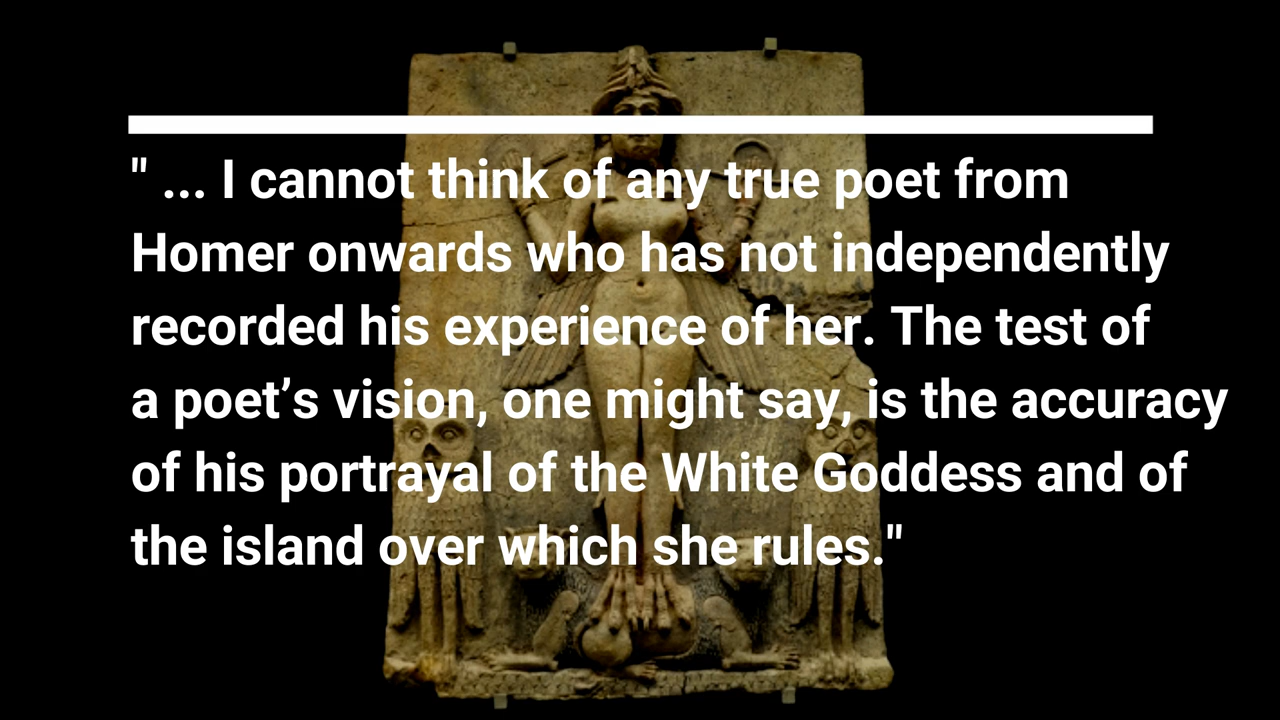 " ... I cannot think of any true poet from
Homer onwards who has not independently
recorded his experience of her. The test of
a poet’s vision, one might say, is the accuracy
of his portrayal of the White Goddess and of
the island over which she rules."